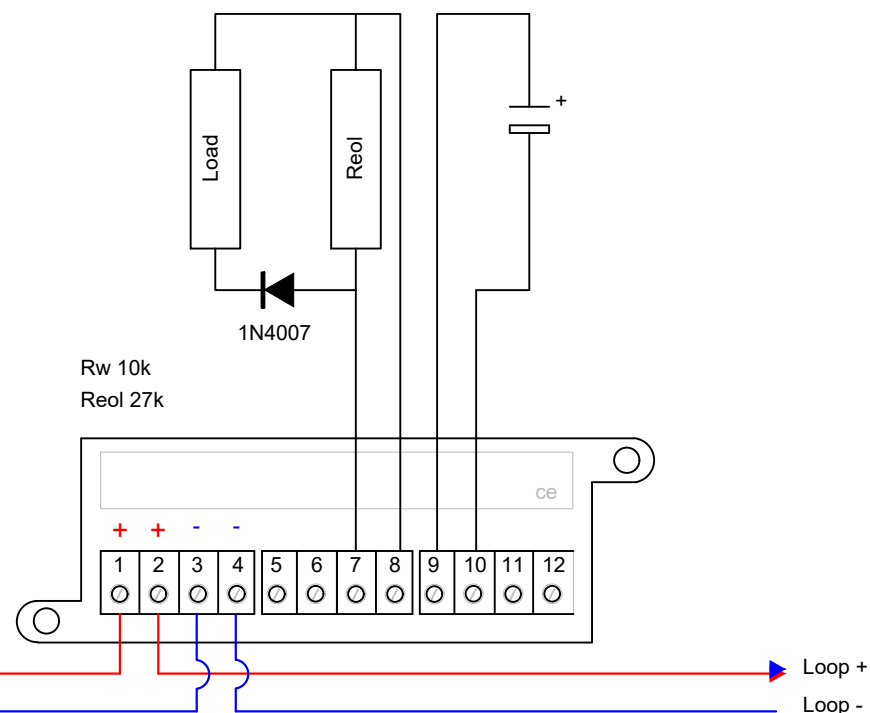 +
Load
Reol
1N4007
Rw 10k
Reol 27k
ce
+ + - -
1 2 3 4 5 6 7 8 9 10 11 12
Loop +
Loop -